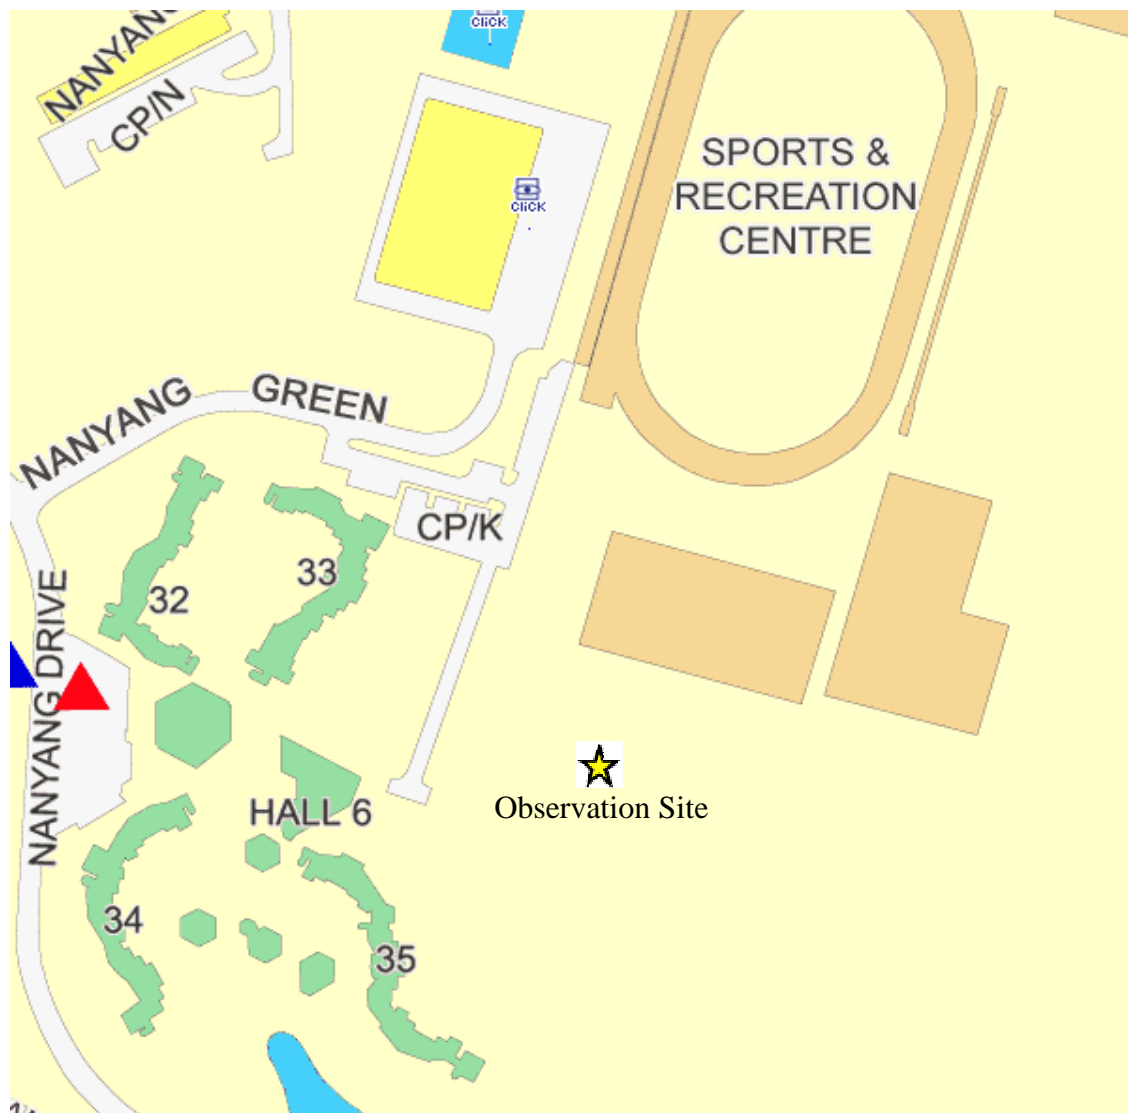 CLiCK
NANYANG
CP/N
SPORTS &
RECREATION
CENTRE
CLiCK
NANYANG
GREEN
CP/K
33
32
NANYANG DRIVE
Observation Site
HALL 6
34
35